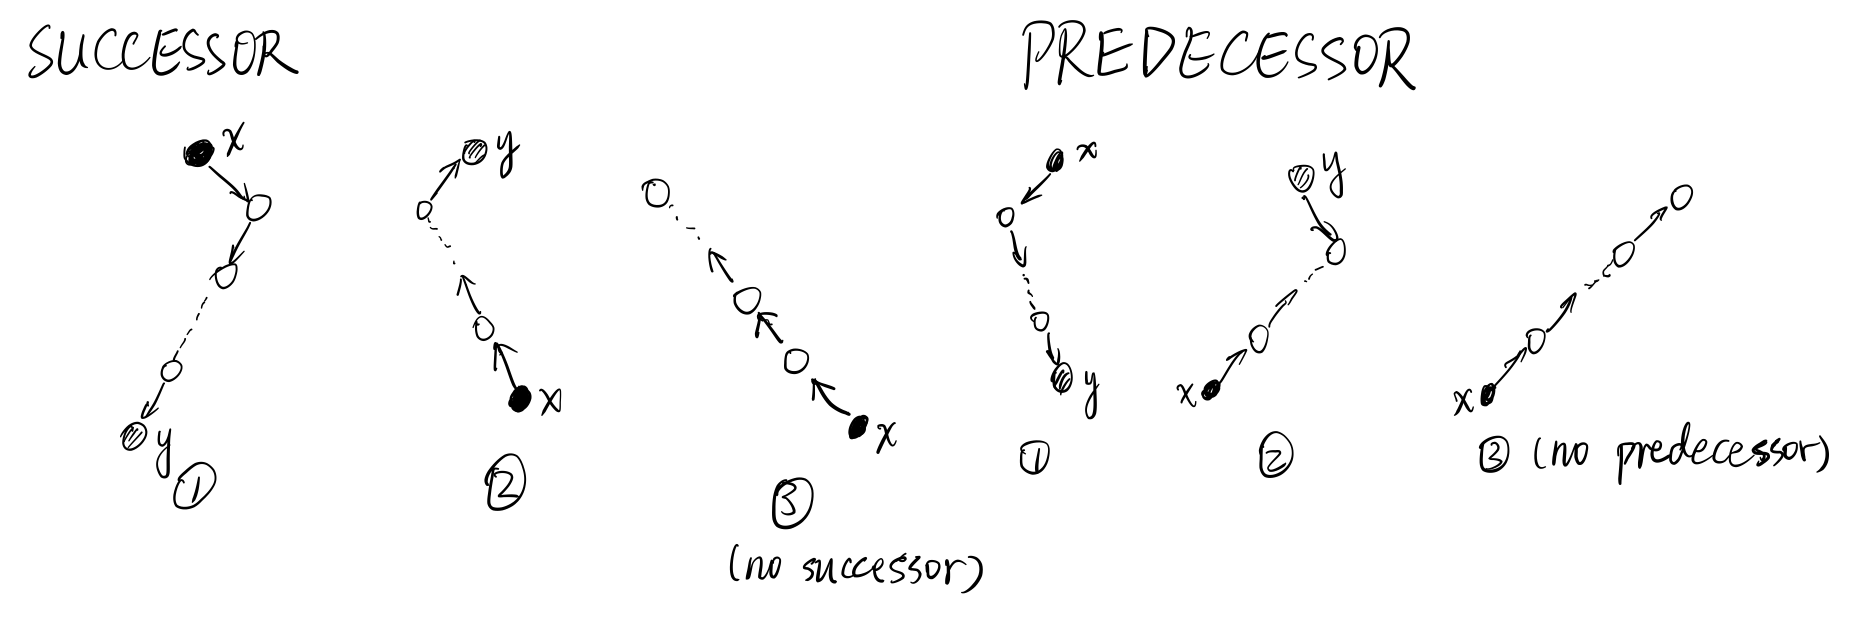 SUCCESSOR
PREDECESSOR
x
y
①
y
x
②
x
③
(no successor)
x
y
①
y
x
②
x
③ (no predecessor)